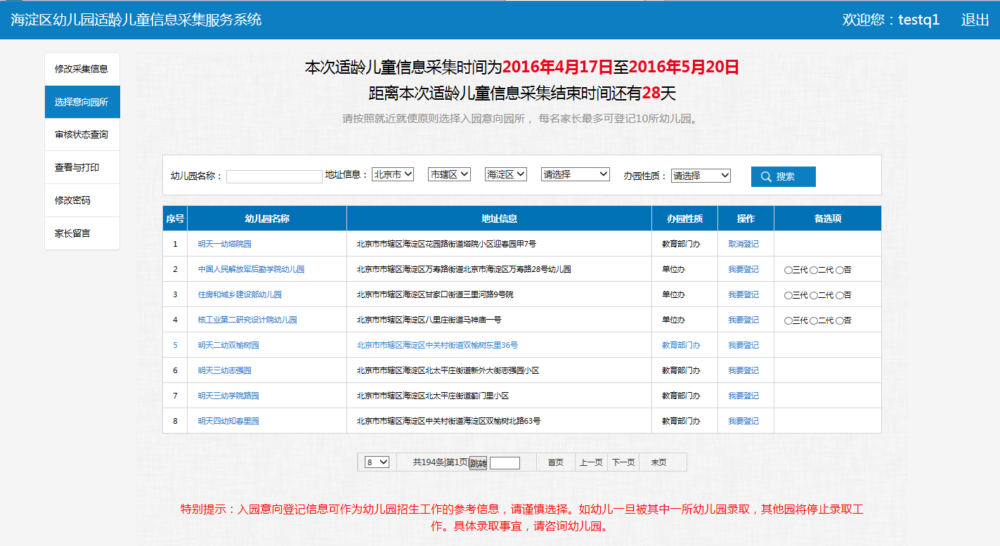 海淀区幼儿园适龄儿童信息采集服务系统
欢迎您：testq1 退出
修改采集信息
选择意向园所
审核状态查询
查看与打印
修改密码
家长留言
本次适龄儿童信息采集时间为2016年4月17日至2016年5月20日
距离本次适龄儿童信息采集结束时间还有28天
请按照就近就便原则选择入园意向园所， 每名家长最多可登记10所幼儿园。
幼儿园名称： 地址信息： 北京市 市辖区 海淀区 请选择 办园性质： 请选择 搜索
序号 幼儿园名称 地址信息 办园性质 操作 备选项
1 明天一幼塔院园 北京市市辖区海淀区花园路街道塔院小区迎春园甲7号 教育部门办 取消登记
2 中国人民解放军后勤学院幼儿园 北京市市辖区海淀区万寿路街道北京市海淀区万寿路28号幼儿园 单位办 我要登记 三代 二代 否
3 住房和城乡建设部幼儿园 北京市市辖区海淀区甘家口街道三里河路9号院 单位办 我要登记 三代 二代 否
4 核工业第二研究设计院幼儿园 北京市市辖区海淀区八里庄街道马神庙一号 单位办 我要登记 三代 二代 否
5 明天二幼双榆树园 北京市市辖区海淀区中关村街道双榆树东里36号 教育部门办 我要登记
6 明天三幼志强园 北京市市辖区海淀区北太平庄街道新外大街志强园小区 教育部门办 我要登记
7 明天三幼学院路园 北京市市辖区海淀区北太平庄街道蓟门里小区 教育部门办 我要登记
8 明天四幼知春里园 北京市市辖区海淀区中关村街道海淀区双榆树北路63号 教育部门办 我要登记
8 共194条|第1页| 跳转 首页 上一页 下一页 末页
特别提示：入园意向登记信息可作为幼儿园招生工作的参考信息，请谨慎选择。如幼儿一旦被其中一所幼儿园录取，其他园将停止录取工
作。具体录取事宜，请咨询幼儿园。